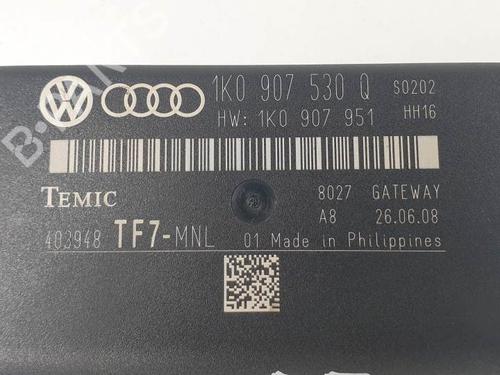 1K0 907 530 Q S0202
HW: 1K0 907 951 HH16
TEMIC 8027 GATEWAY
A8 26.06.08
403948 TF7-MNL 01 Made in Philippines